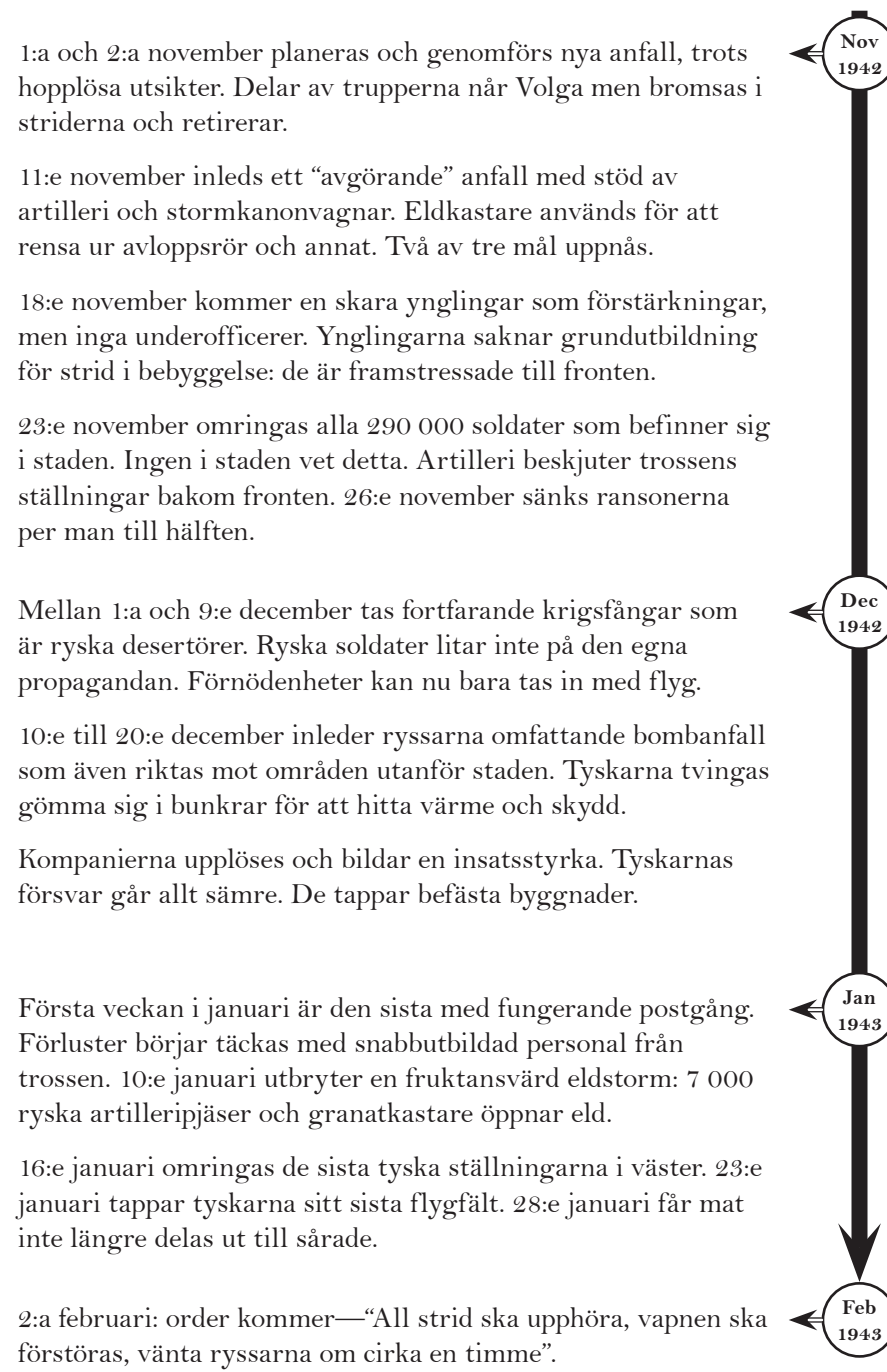 1:a och 2:a november planeras och genomförs nya anfall, trots
hopplösa utsikter. Delar av trupperna når Volga men bromsas i
striderna och retirerar.
Nov
1942
11:e november inleds ett “avgörande” anfall med stöd av
artilleri och stormkanonvagnar. Eldkastare används för att
rensa ur avloppsrör och annat. Två av tre mål uppnås.
18:e november kommer en skara ynglingar som förstärkningar,
men inga underofficerer. Ynglingarna saknar grundutbildning
för strid i bebyggelse: de är framstressade till fronten.
23:e november omringas alla 290 000 soldater som befinner sig
i staden. Ingen i staden vet detta. Artilleri beskjuter trossens
ställningar bakom fronten. 26:e november sänks ransonerna
per man till hälften.
Mellan 1:a och 9:e december tas fortfarande krigsfångar som
är ryska desertörer. Ryska soldater litar inte på den egna
propagandan. Förnödenheter kan nu bara tas in med flyg.
Dec
1942
10:e till 20:e december inleder ryssarna omfattande bombanfall
som även riktas mot områden utanför staden. Tyskarna tvingas
gömma sig i bunkrar för att hitta värme och skydd.
Kompanierna upplöses och bildar en insatsstyrka. Tyskarnas
försvar går allt sämre. De tappar befästa byggnader.
Första veckan i januari är den sista med fungerande postgång.
Förluster börjar täckas med snabbutbildad personal från
trossen. 10:e januari utbryter en fruktansvärd eldstorm: 7 000
ryska artilleripjäser och granatkastare öppnar eld.
Jan
1943
16:e januari omringas de sista tyska ställningarna i väster. 23:e
januari tappar tyskarna sitt sista flygfält. 28:e januari får mat
inte längre delas ut till sårade.
2:a februari: order kommer—“All strid ska upphöra, vapnen ska
förstöras, vänta ryssarna om cirka en timme”.
Feb
1943